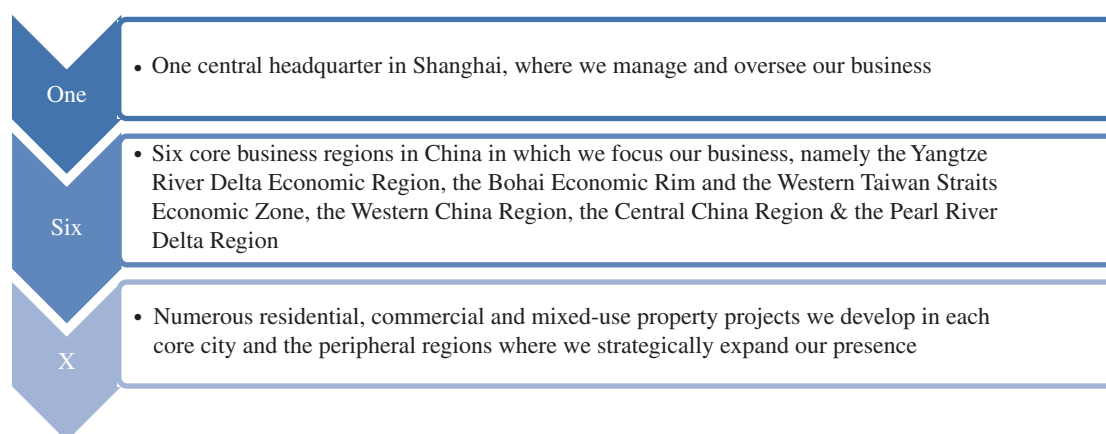 One
• One central headquarter in Shanghai, where we manage and oversee our business
Six
• Six core business regions in China in which we focus our business, namely the Yangtze
River Delta Economic Region, the Bohai Economic Rim and the Western Taiwan Straits
Economic Zone, the Western China Region, the Central China Region & the Pearl River
Delta Region
X
• Numerous residential, commercial and mixed-use property projects we develop in each
core city and the peripheral regions where we strategically expand our presence